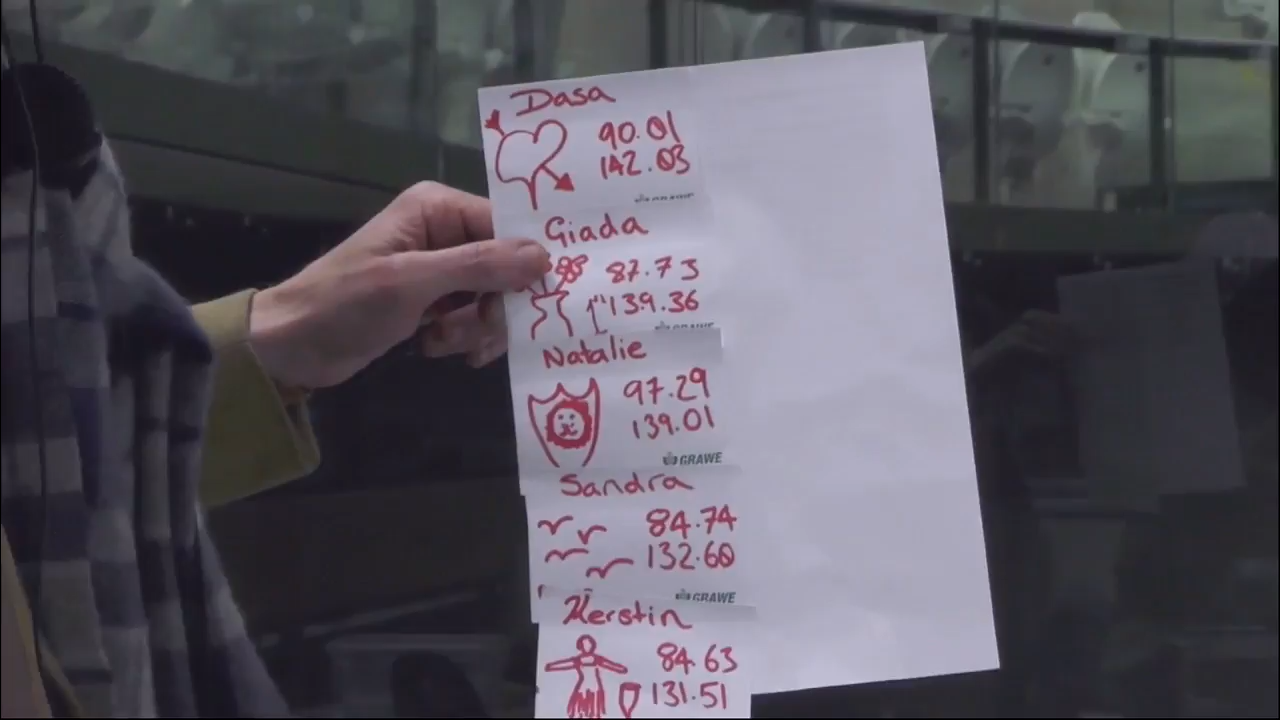 Dasa
90.01
142.03
GRAWE
Giada
87.73
139.36
GRAWE
Natalie
97.29
139.01
GRAWE
Sandra
84.74
132.60
GRAWE
Kerstin
84.63
131.51